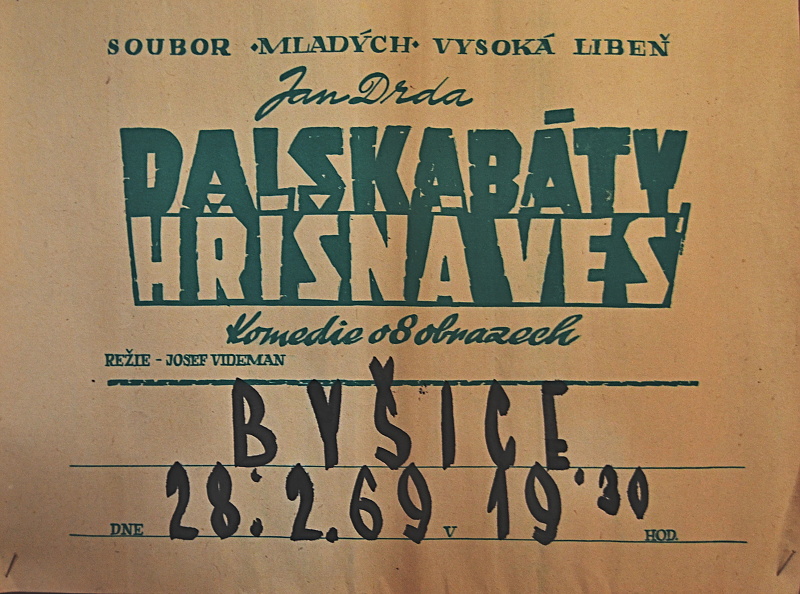 SOUBOR ·MLADÝCH· VYSOKÁ LIBEŇ
Jan Drda
DALSKABÁTY
HŘÍŠNÁ VES
Komedie o 8 obrazech
REŽIE - JOSEF VIDEMAN
BYŠICE
DNE 28. 2. 69 V 19.30 HOD.